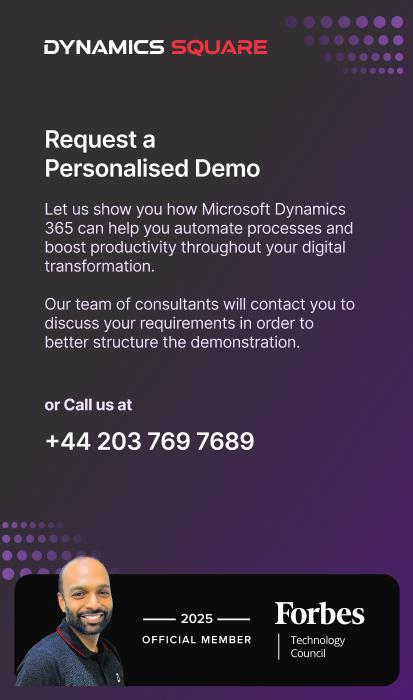 DYNAMICS SQUARE
Request a
Personalised Demo
Let us show you how Microsoft Dynamics
365 can help you automate processes and
boost productivity throughout your digital
transformation.
Our team of consultants will contact you to
discuss your requirements in order to
better structure the demonstration.
or Call us at
+44 203 769 7689
2025
OFFICIAL MEMBER
Forbes
Technology
Council